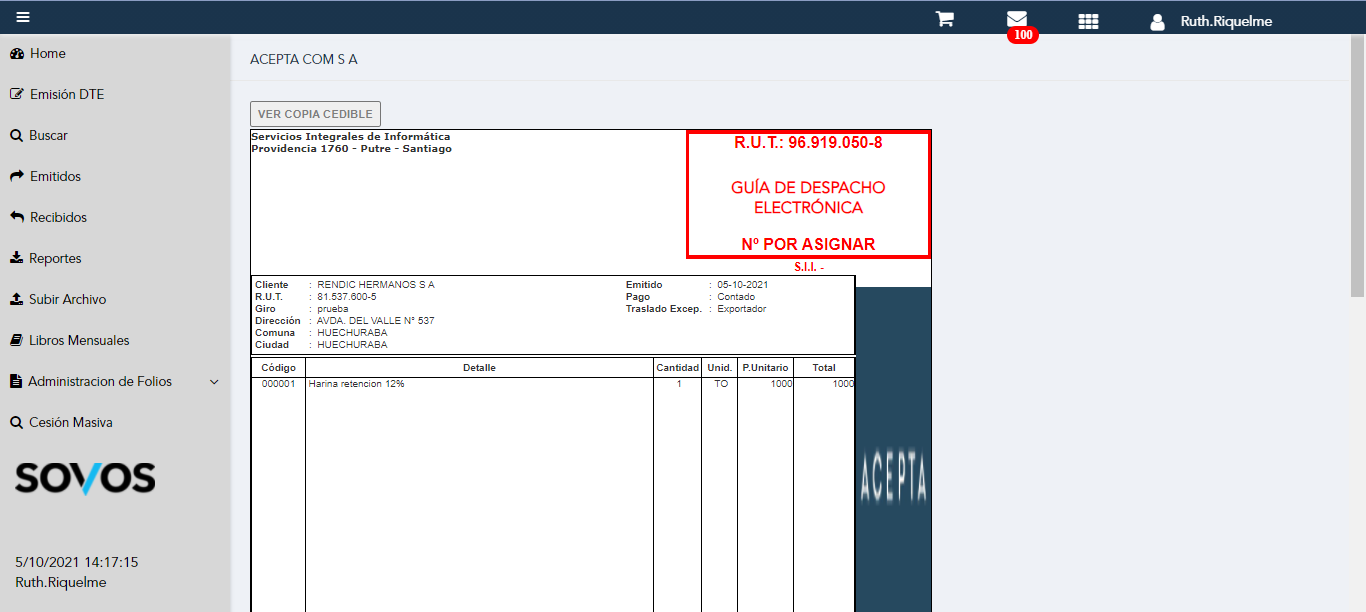 Ruth.Riquelme
100
Home
Emisión DTE
Buscar
Emitidos
Recibidos
Reportes
Subir Archivo
Libros Mensuales
Administracion de Folios
Cesión Masiva
SOVOS
5/10/2021 14:17:15
Ruth.Riquelme
ACEPTA COM S A
VER COPIA CEDIBLE
Servicios Integrales de Informática
Providencia 1760 - Putre - Santiago
R.U.T.: 96.919.050-8
GUÍA DE DESPACHO
ELECTRÓNICA
Nº POR ASIGNAR
S.I.I. -
Cliente : RENDIC HERMANOS S A Emitido : 05-10-2021
R.U.T. : 81.537.600-5 Pago : Contado
Giro : prueba Traslado Excep. : Exportador
Dirección : AVDA. DEL VALLE N° 537
Comuna : HUECHURABA
Ciudad : HUECHURABA
Código Detalle Cantidad Unid. P.Unitario Total
000001 Harina retencion 12% 1 TO 1000 1000
ACEPTA